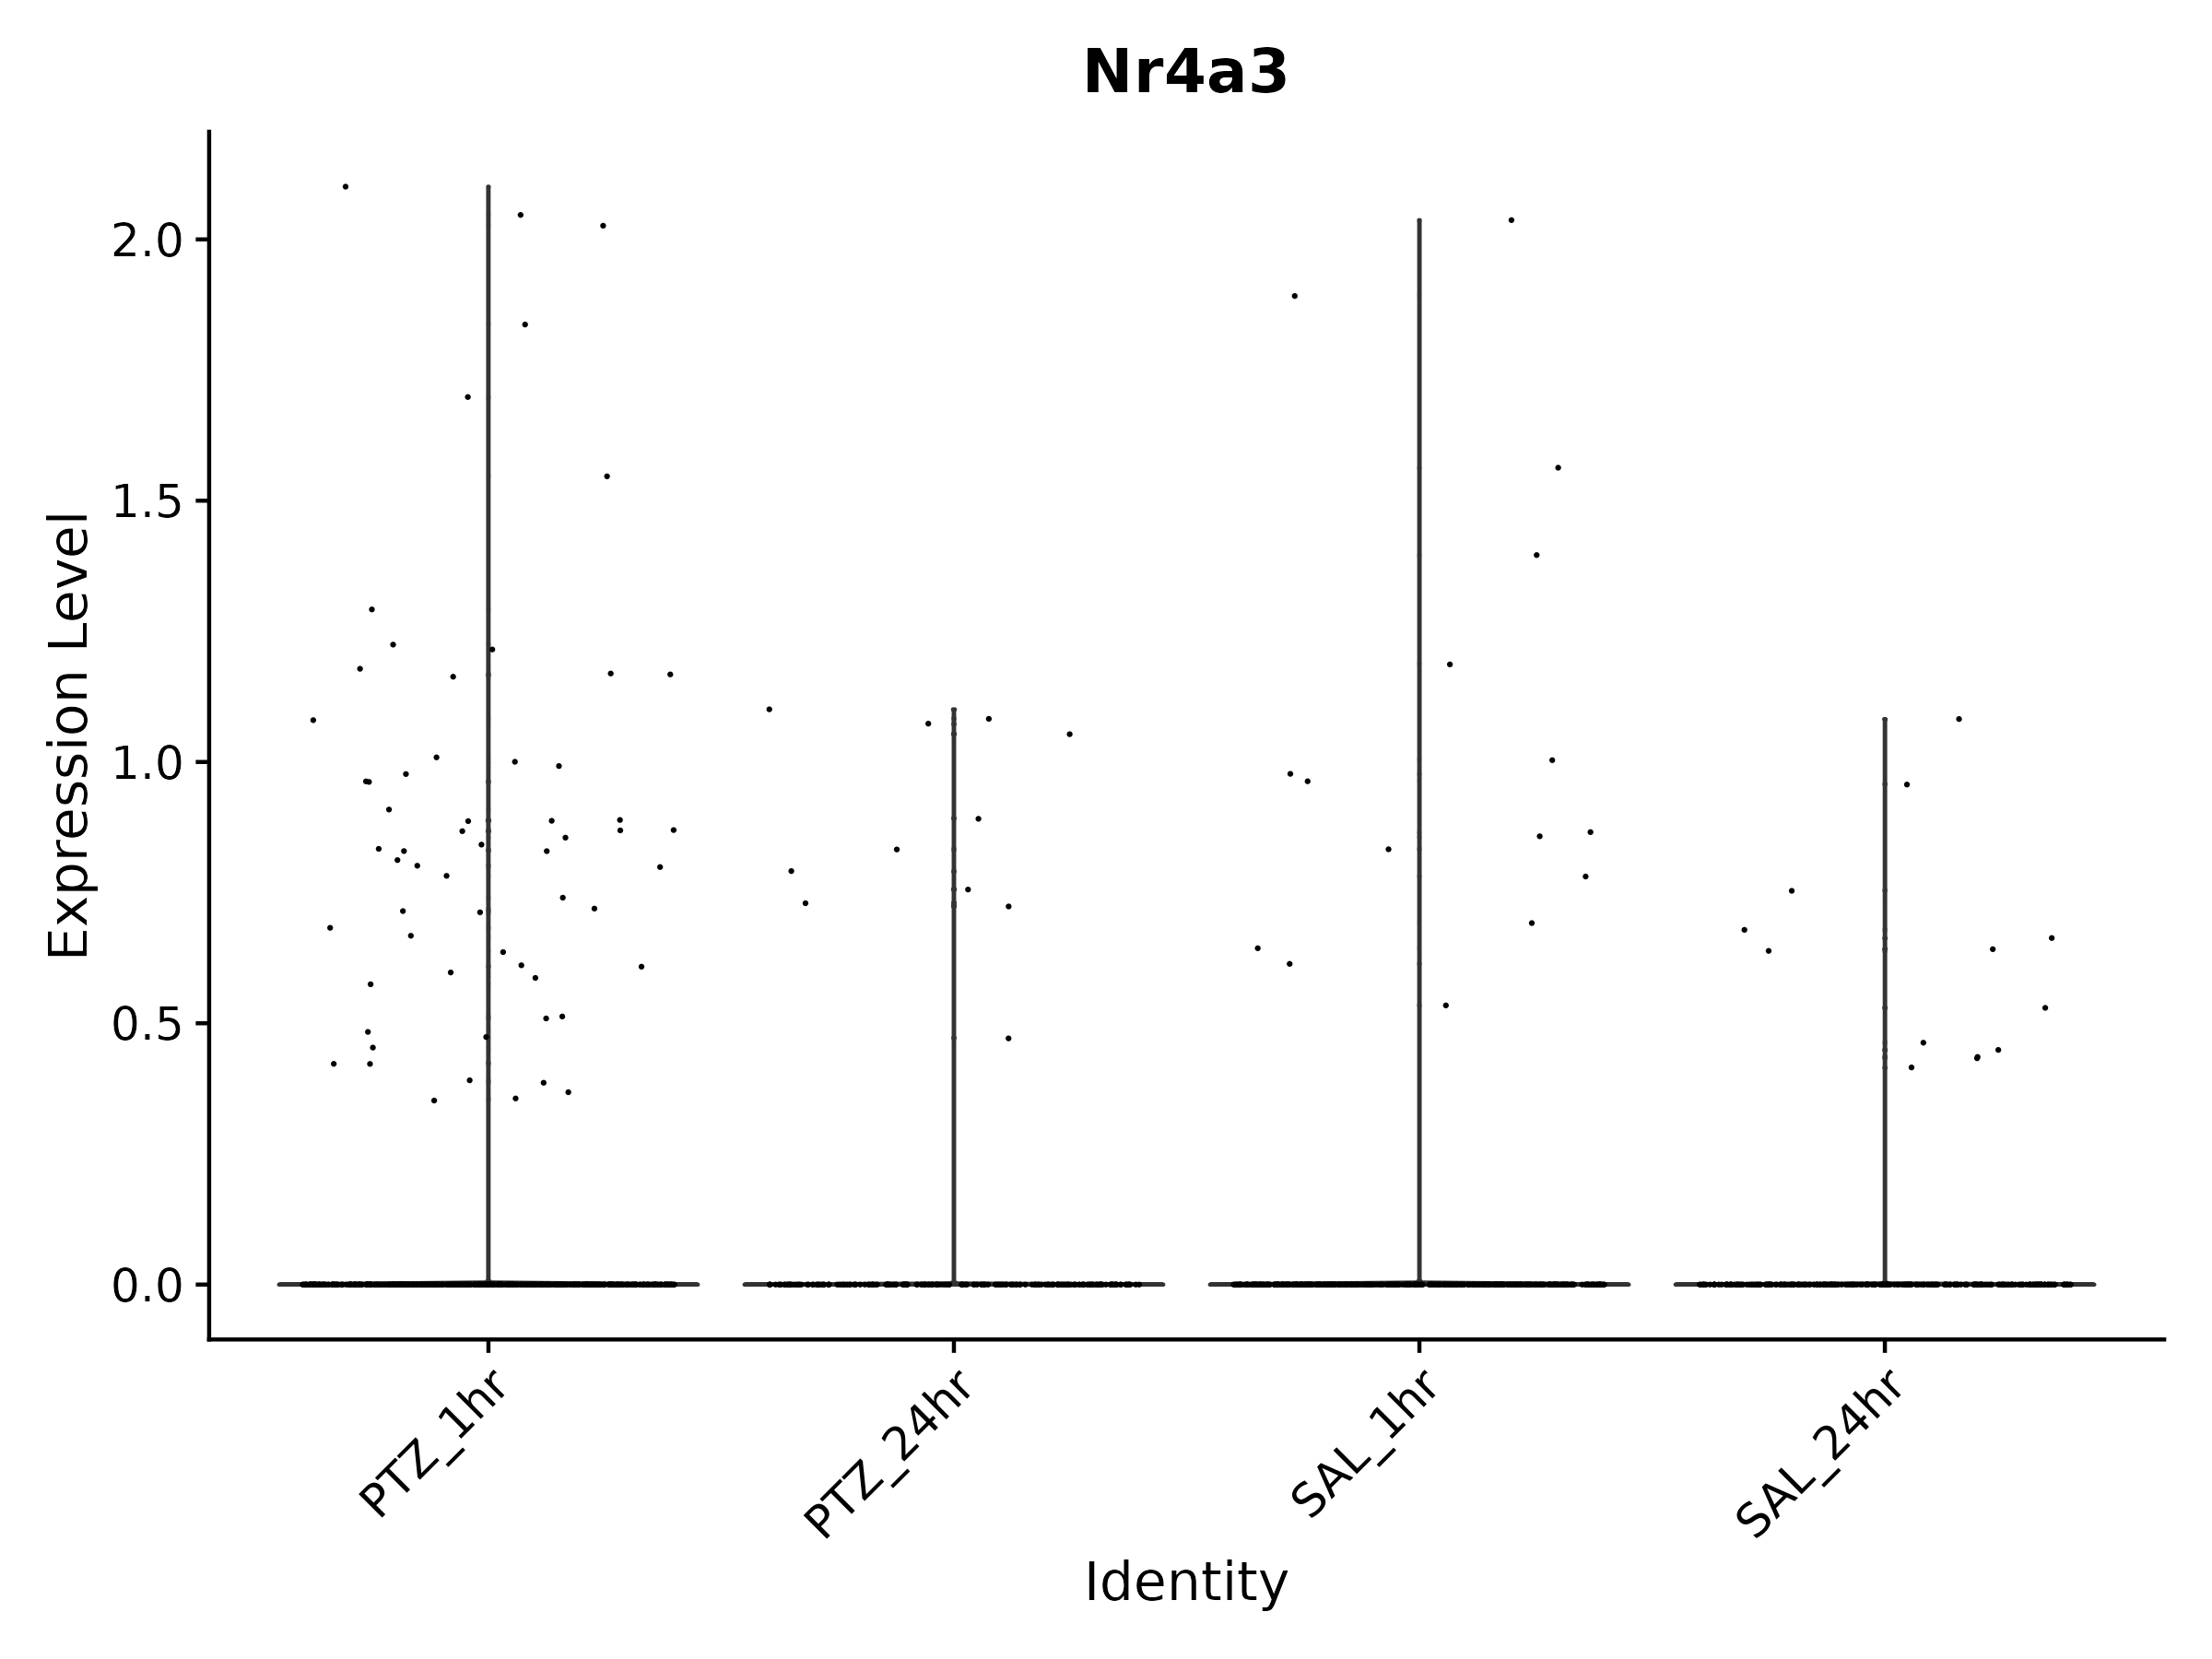 Nr4a3
Expression Level
2.0
1.5
1.0
0.5
0.0
PTZ_1hr
PTZ_24hr
SAL_1hr
SAL_24hr
Identity